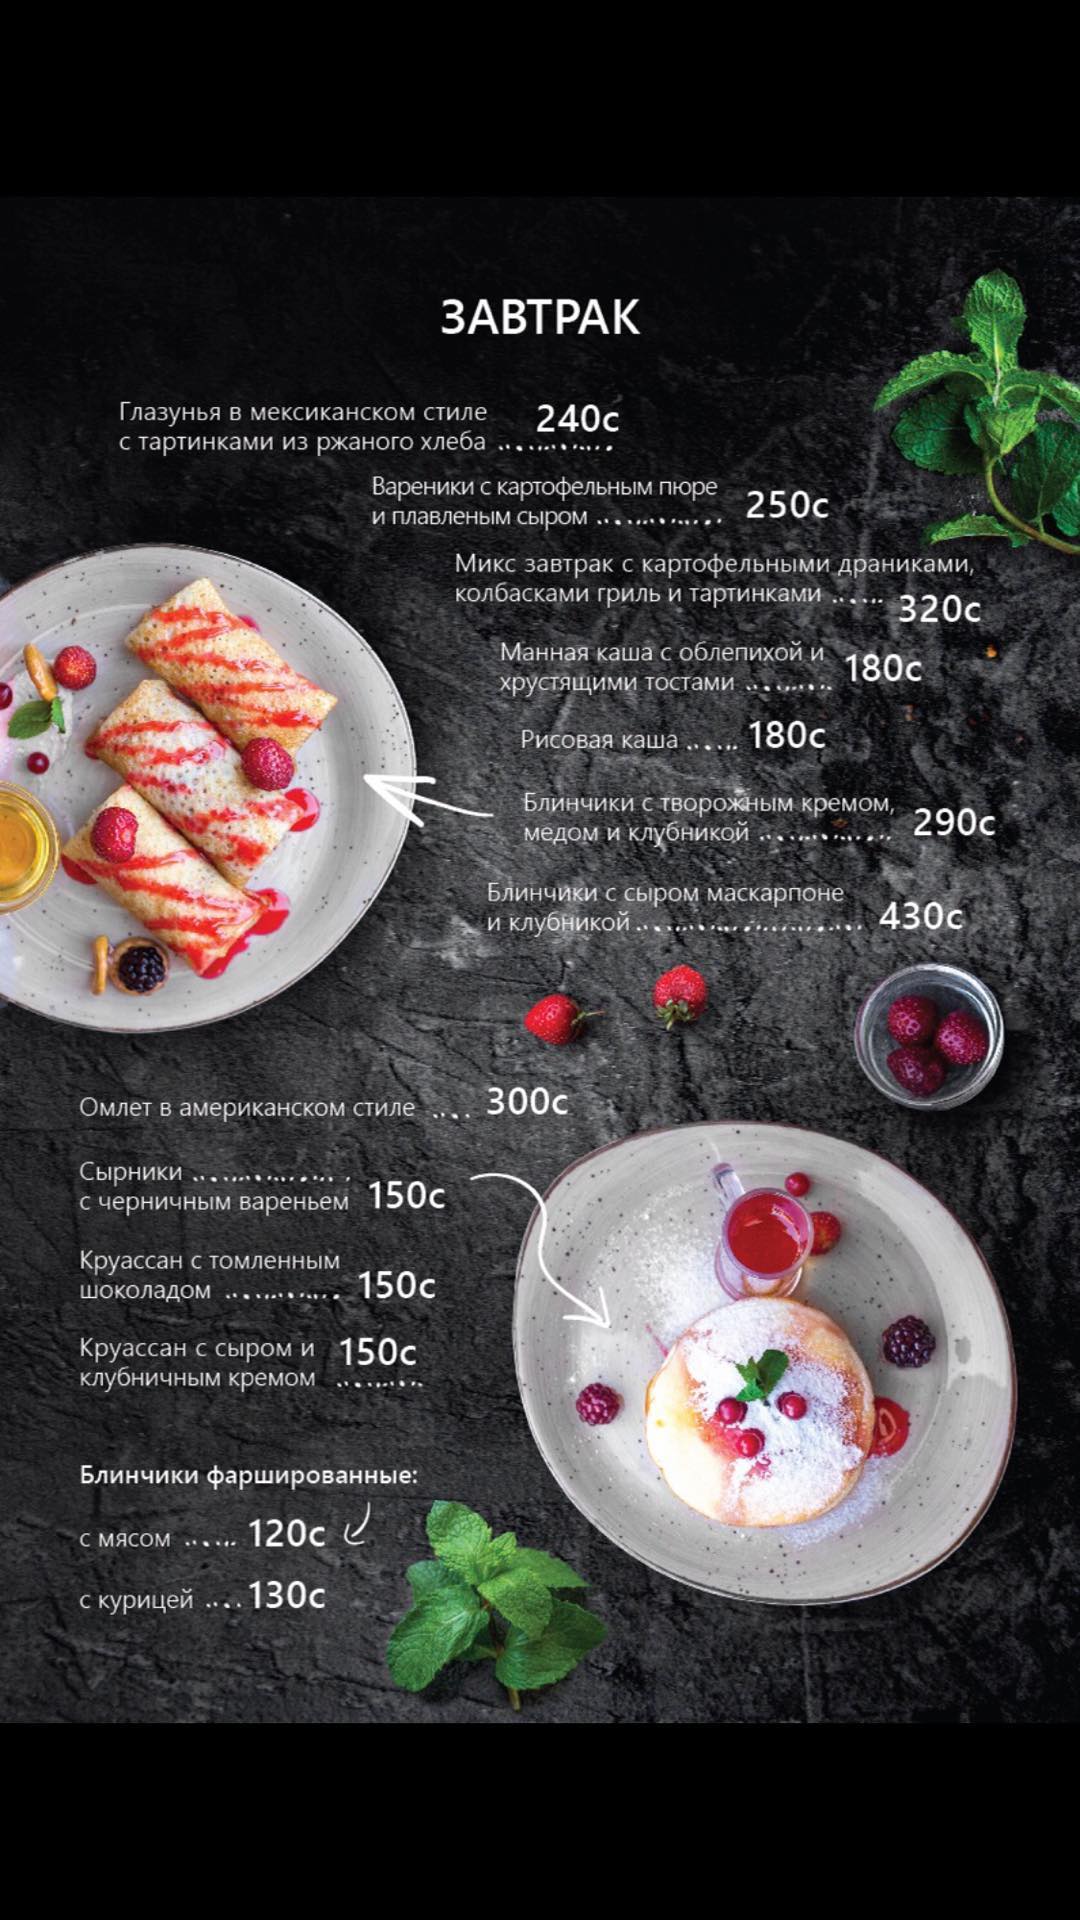 ЗАВТРАК
Глазунья в мексиканском стиле
с тартинками из ржаного хлеба ............ 240с
Вареники с картофельным пюре
и плавленым сыром ............. 250с
Микс завтрак с картофельными драниками,
колбасками гриль и тартинками ...... 320с
Манная каша с облепихой и
хрустящими тостами ......... 180с
Рисовая каша ...... 180с
Блинчики с творожным кремом,
медом и клубникой .............. 290с
Блинчики с сыром маскарпоне
и клубникой ........................ 430с
Омлет в американском стиле .... 300с
Сырники .................
с черничным вареньем 150с
Круассан с томленным
шоколадом ............ 150с
Круассан с сыром и 150с
клубничным кремом .........
Блинчики фаршированные:
с мясом ...... 120с
с курицей .... 130с